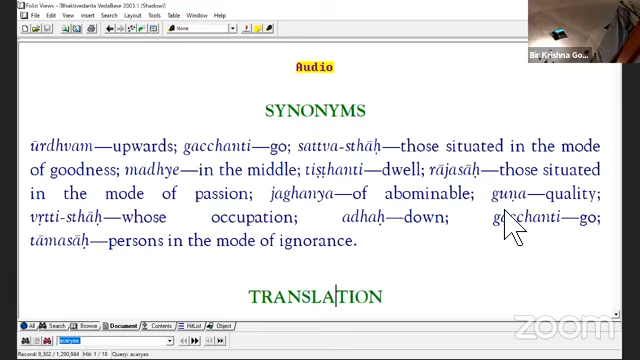 Folio Views - [Bhaktivedanta VedaBase 2003.1 (Shadow)]
File Edit View Search Layout Tools Window Help
None
Bir Krishna Go...
Audio
SYNONYMS
ūrdhvam—upwards; gacchanti—go; sattva-sthāḥ—those situated in the mode
of goodness; madhye—in the middle; tiṣṭhanti—dwell; rājasāḥ—those situated
in the mode of passion; jaghanya—of abominable; guṇa—quality;
vṛtti-sthāḥ—whose occupation; adhaḥ—down; gacchanti—go;
tāmasāḥ—persons in the mode of ignorance.
TRANSLATION
All Search Browse Document Contents HitList Object
acaryas
Record: 9,302 / 1,290,944 Hit: 1 / 18 Query: acaryas
zoom